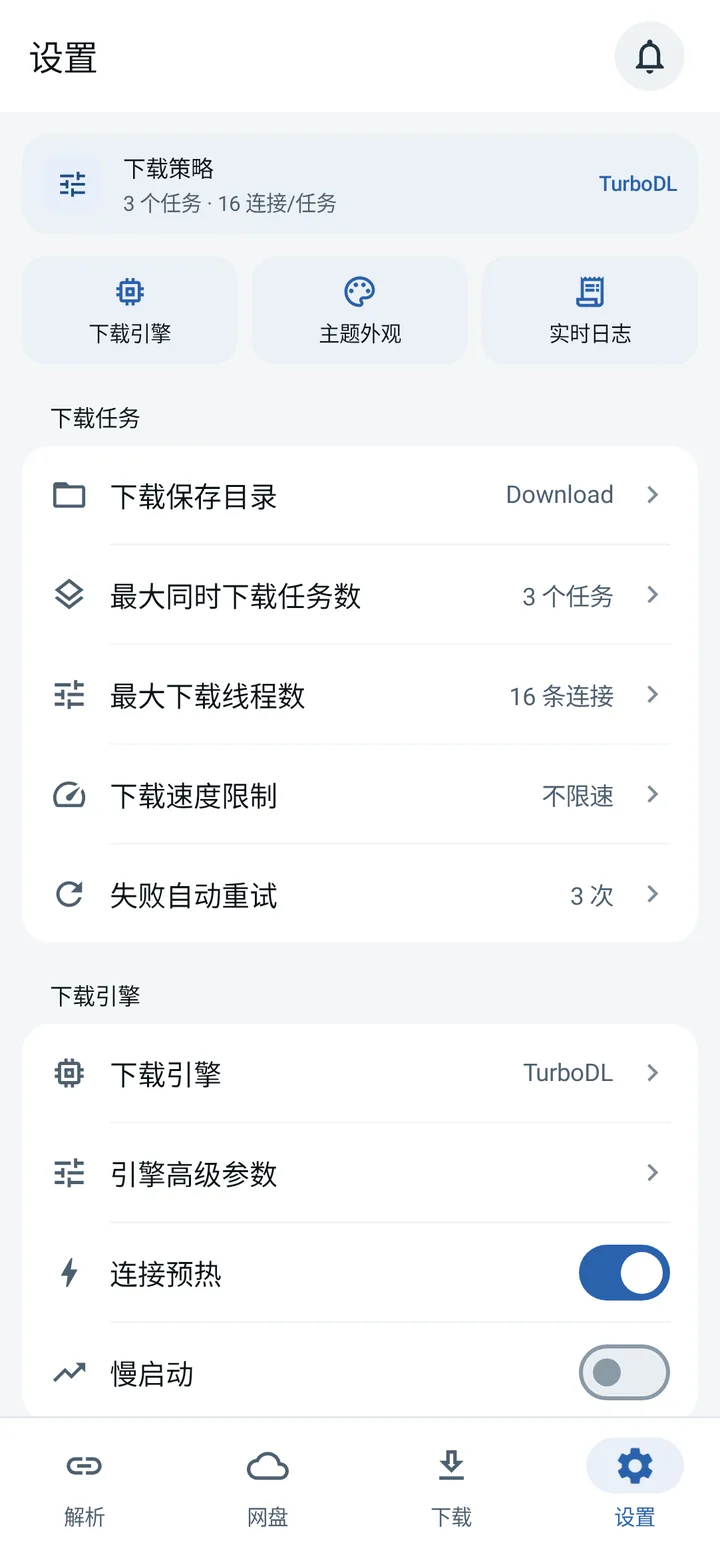 设置
下载策略
3 个任务 · 16 连接/任务
TurboDL
下载引擎
主题外观
实时日志
下载任务
下载保存目录 Download
最大同时下载任务数 3 个任务
最大下载线程数 16 条连接
下载速度限制 不限速
失败自动重试 3 次
下载引擎
下载引擎 TurboDL
引擎高级参数
连接预热
慢启动
解析
网盘
下载
设置